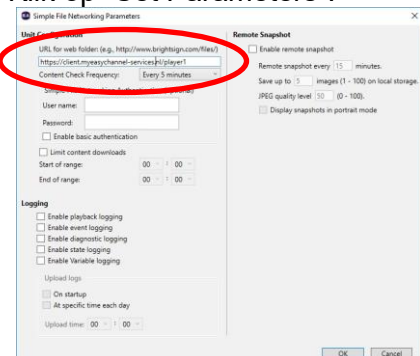 Klik op "Set Parameters".
Simple File Networking Parameters
Unit Configuration
URL for web folder: (e.g., http://www.brightsign.com/files/)
https://client.myeasychannel-services.nl/player1
Content Check Frequency: Every 5 minutes
User name:
Password:
Enable basic authentication
Limit content downloads
Start of range: 00 : 00
End of range: 00 : 00
Logging
Enable playback logging
Enable event logging
Enable diagnostic logging
Enable state logging
Enable Variable logging
Upload logs
On startup
At specific time each day
Upload time: 00 : 00
Remote Snapshot
Enable remote snapshot
Remote snapshot every 15 minutes.
Save up to 5 images (1 - 100) on local storage.
JPEG quality level 50 (0 - 100).
Display snapshots in portrait mode
OK Cancel